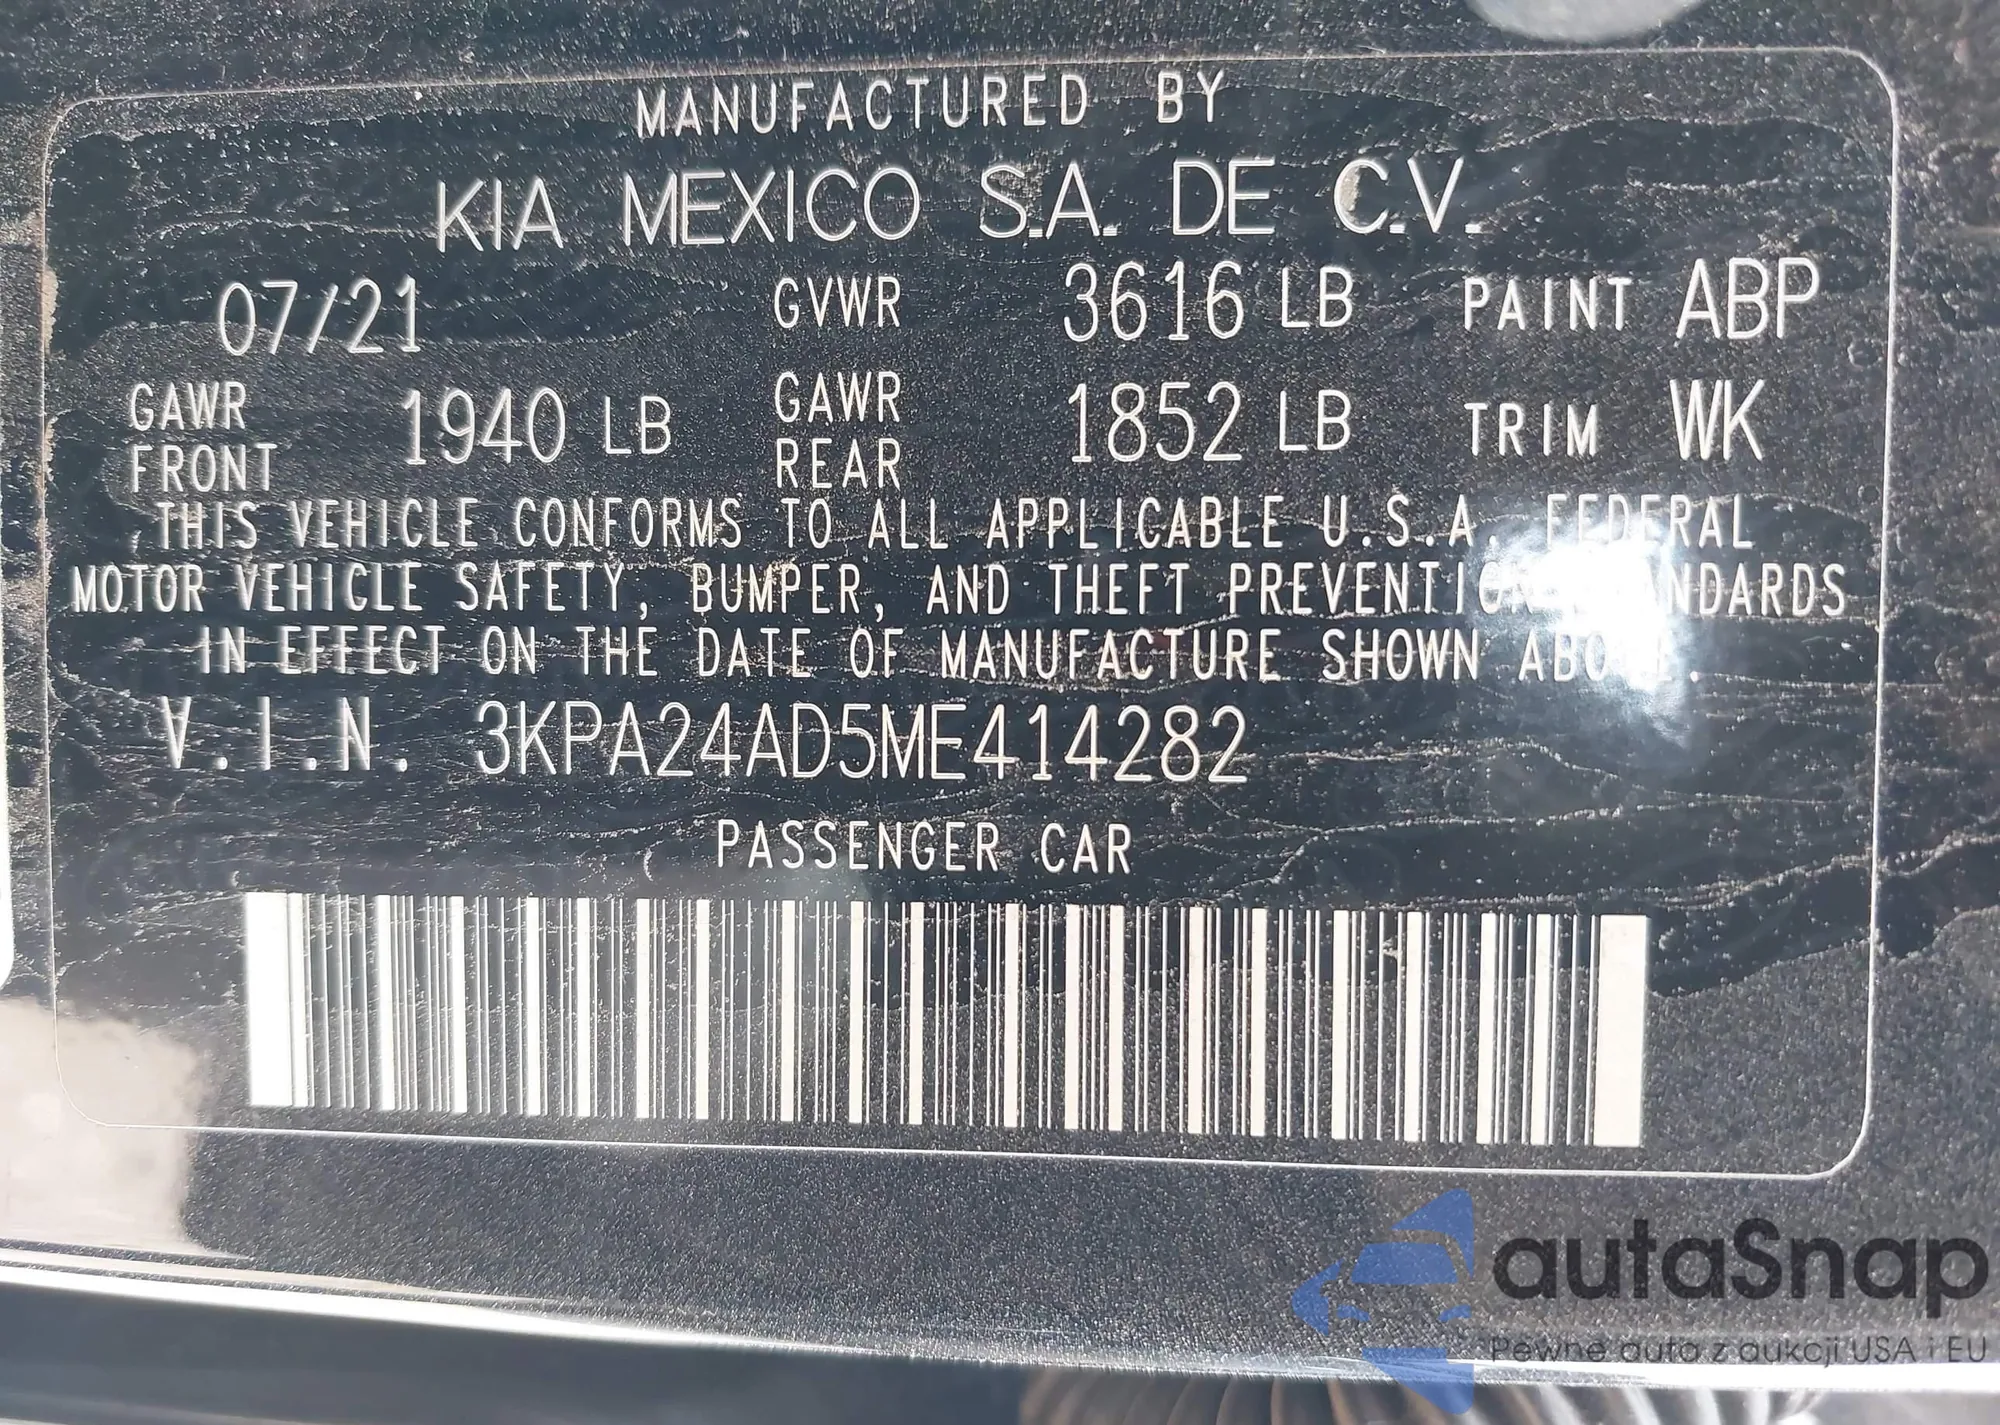 MANUFACTURED BY
KIA MEXICO S.A. DE C.V.
07/21 GVWR 3616 LB PAINT ABP
GAWR FRONT 1940 LB GAWR REAR 1852 LB TRIM WK
THIS VEHICLE CONFORMS TO ALL APPLICABLE U.S.A. FEDERAL
MOTOR VEHICLE SAFETY, BUMPER, AND THEFT PREVENTION STANDARDS
IN EFFECT ON THE DATE OF MANUFACTURE SHOWN ABOVE.
V.I.N. 3KPA24AD5ME414282
PASSENGER CAR
autaSnap
Pewne auta z aukcji USA i EU